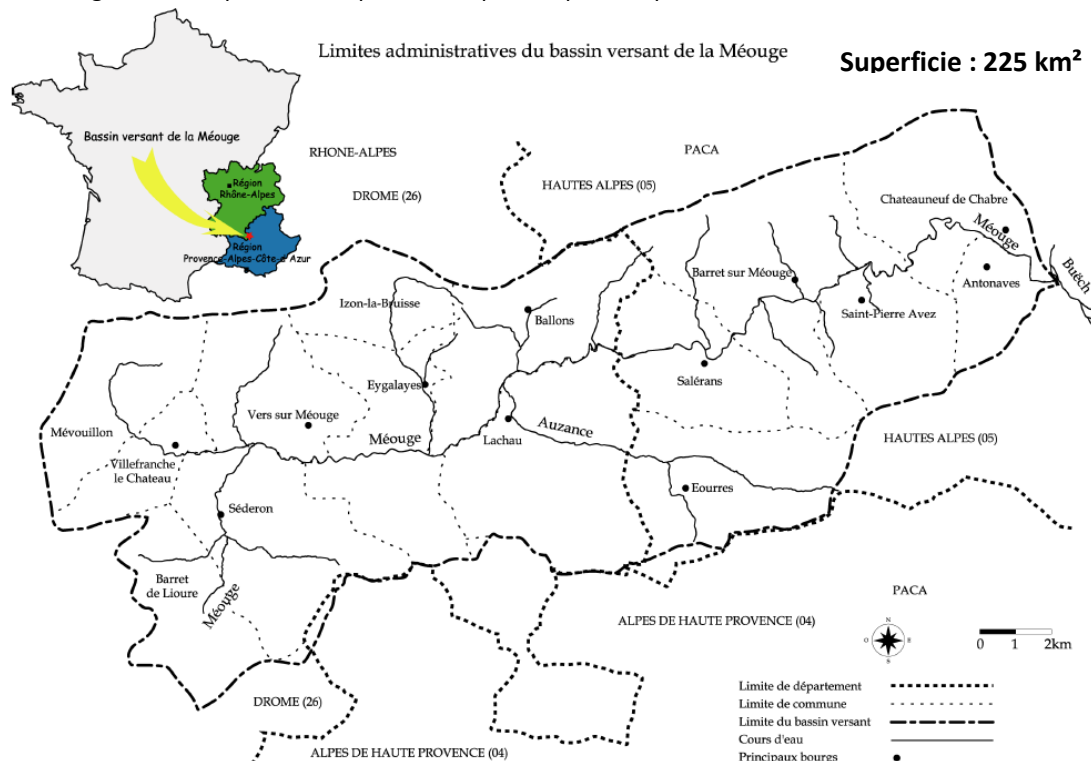 Limites administratives du bassin versant de la Méouge
Superficie : 225 km²
Bassin versant de la Méouge
Région
Rhône-Alpes
Région
Provence-Alpes-Côte-d'Azur
RHONE-ALPES
PACA
DROME (26)
HAUTES ALPES (05)
Chateauneuf de Chabre
Méouge
Buëch
Antonaves
Barret sur Méouge
Saint-Pierre Avez
Izon-la-Bruisse
Ballons
Salérans
Eygalayes
Vers sur Méouge
Méouge
Lachau
Auzance
Mévouillon
Villefranche
le Chateau
HAUTES ALPES (05)
Eourres
Séderon
Barret
de Lioure
Méouge
PACA
ALPES DE HAUTE PROVENCE (04)
N
O
E
S
0 1 2km
DROME (26)
ALPES DE HAUTE PROVENCE (04)
Limite de département
Limite de commune
Limite du bassin versant
Cours d'eau
Principaux bourgs